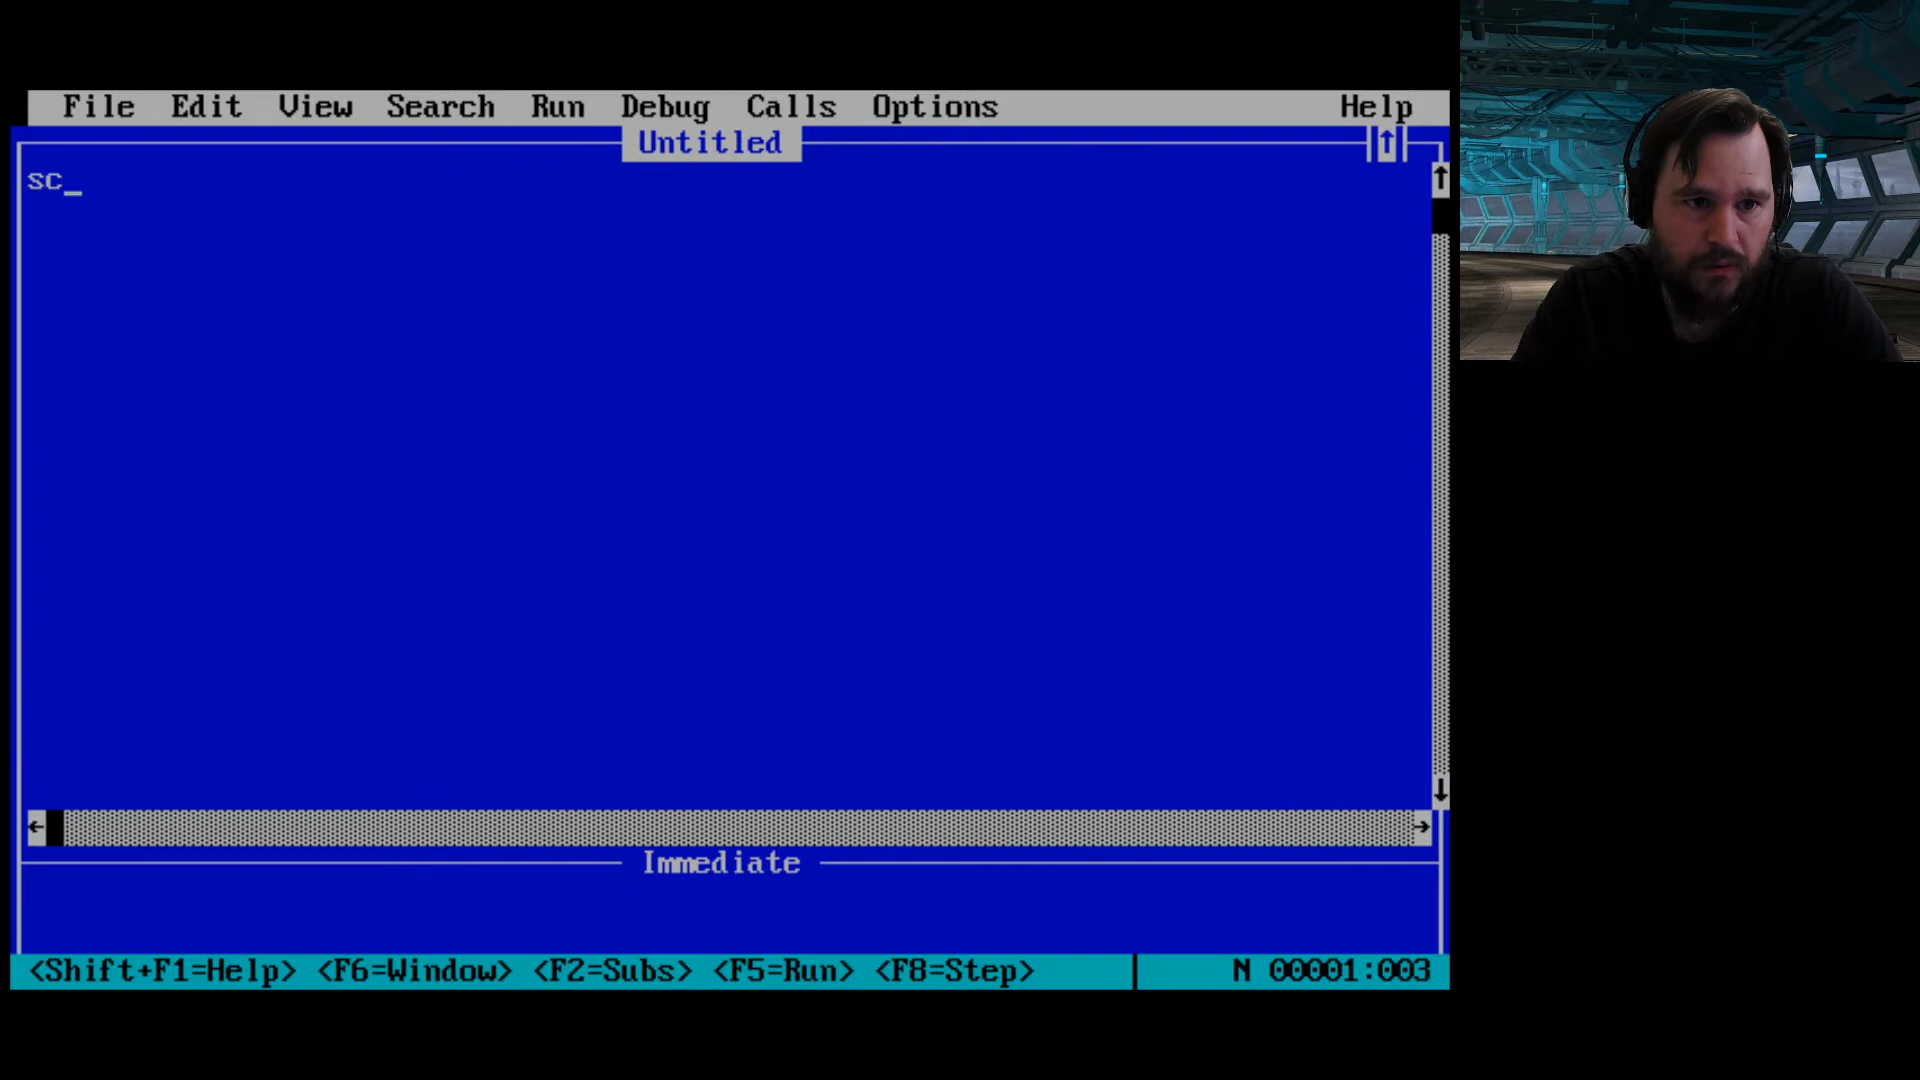 File Edit View Search Run Debug Calls Options Help
Untitled
sc_
Immediate
<Shift+F1=Help> <F6=Window> <F2=Subs> <F5=Run> <F8=Step> N 00001:003